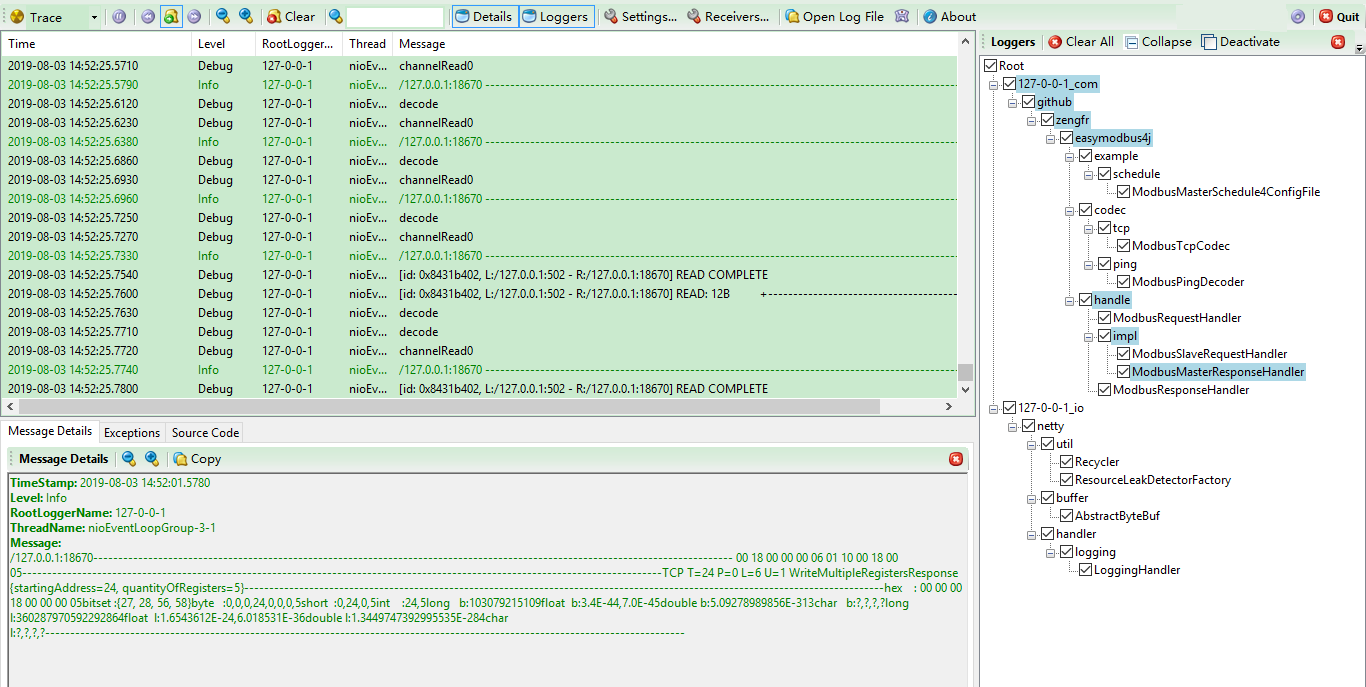 Trace Clear Details Loggers Settings... Receivers... Open Log File About Quit
Time Level RootLogger... Thread Message
2019-08-03 14:52:25.5710 Debug 127-0-0-1 nioEv... channelRead0
2019-08-03 14:52:25.5790 Info 127-0-0-1 nioEv... /127.0.0.1:18670 ----------------------------------------
2019-08-03 14:52:25.6120 Debug 127-0-0-1 nioEv... decode
2019-08-03 14:52:25.6230 Debug 127-0-0-1 nioEv... channelRead0
2019-08-03 14:52:25.6380 Info 127-0-0-1 nioEv... /127.0.0.1:18670 ----------------------------------------
2019-08-03 14:52:25.6860 Debug 127-0-0-1 nioEv... decode
2019-08-03 14:52:25.6930 Debug 127-0-0-1 nioEv... channelRead0
2019-08-03 14:52:25.6960 Info 127-0-0-1 nioEv... /127.0.0.1:18670 ----------------------------------------
2019-08-03 14:52:25.7250 Debug 127-0-0-1 nioEv... decode
2019-08-03 14:52:25.7270 Debug 127-0-0-1 nioEv... channelRead0
2019-08-03 14:52:25.7330 Info 127-0-0-1 nioEv... /127.0.0.1:18670 ----------------------------------------
2019-08-03 14:52:25.7540 Debug 127-0-0-1 nioEv... [id: 0x8431b402, L:/127.0.0.1:502 - R:/127.0.0.1:18670] READ COMPLETE
2019-08-03 14:52:25.7600 Debug 127-0-0-1 nioEv... [id: 0x8431b402, L:/127.0.0.1:502 - R:/127.0.0.1:18670] READ: 12B +----------------------------------------
2019-08-03 14:52:25.7630 Debug 127-0-0-1 nioEv... decode
2019-08-03 14:52:25.7710 Debug 127-0-0-1 nioEv... decode
2019-08-03 14:52:25.7720 Debug 127-0-0-1 nioEv... channelRead0
2019-08-03 14:52:25.7740 Info 127-0-0-1 nioEv... /127.0.0.1:18670 ----------------------------------------
2019-08-03 14:52:25.7800 Debug 127-0-0-1 nioEv... [id: 0x8431b402, L:/127.0.0.1:502 - R:/127.0.0.1:18670] READ COMPLETE
Message Details Exceptions Source Code
Message Details Copy
TimeStamp: 2019-08-03 14:52:01.5780
Level: Info
RootLoggerName: 127-0-0-1
ThreadName: nioEventLoopGroup-3-1
Message:
/127.0.0.1:18670---------------------------------------- 00 18 00 00 00 06 01 10 00 18 00
05----------------------------------------TCP T=24 P=0 L=6 U=1 WriteMultipleRegistersResponse
{startingAddress=24, quantityOfRegisters=5}----------------------------------------hex : 00 00 00
18 00 00 00 05bitset :{27, 28, 56, 58}byte :0,0,0,24,0,0,0,5short :0,24,0,5int :24,5long b:103079215109float b:3.4E-44,7.0E-45double b:5.09278989856E-313char b:?,?,?,?long
l:360287970592292864float l:1.6543612E-24,6.018531E-36double l:1.3449747392995535E-284char
l:?,?,?,?----------------------------------------
Loggers Clear All Collapse Deactivate
Root
127-0-0-1_com
github
zengfr
easymodbus4j
example
schedule
ModbusMasterSchedule4ConfigFile
codec
tcp
ModbusTcpCodec
ping
ModbusPingDecoder
handle
ModbusRequestHandler
impl
ModbusSlaveRequestHandler
ModbusMasterResponseHandler
ModbusResponseHandler
127-0-0-1_io
netty
util
Recycler
ResourceLeakDetectorFactory
buffer
AbstractByteBuf
handler
logging
LoggingHandler